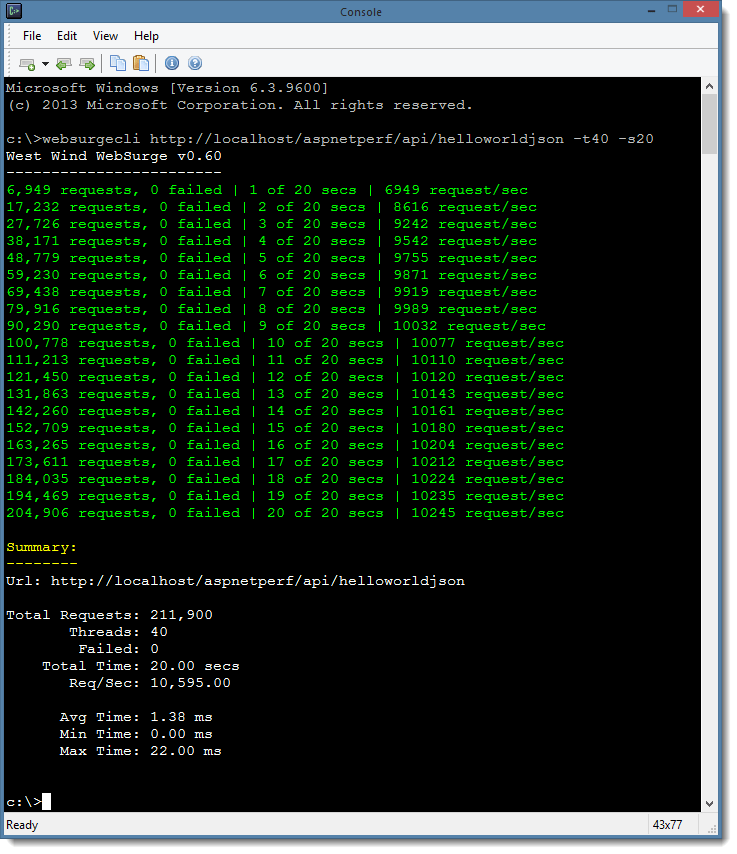 Console
File Edit View Help
Microsoft Windows [Version 6.3.9600]
(c) 2013 Microsoft Corporation. All rights reserved.
c:\>websurgecli http://localhost/aspnetperf/api/helloworldjson -t40 -s20
West Wind WebSurge v0.60
------------------------
6,949 requests, 0 failed | 1 of 20 secs | 6949 request/sec
17,232 requests, 0 failed | 2 of 20 secs | 8616 request/sec
27,726 requests, 0 failed | 3 of 20 secs | 9242 request/sec
38,171 requests, 0 failed | 4 of 20 secs | 9542 request/sec
48,779 requests, 0 failed | 5 of 20 secs | 9755 request/sec
59,230 requests, 0 failed | 6 of 20 secs | 9871 request/sec
69,438 requests, 0 failed | 7 of 20 secs | 9919 request/sec
79,916 requests, 0 failed | 8 of 20 secs | 9989 request/sec
90,290 requests, 0 failed | 9 of 20 secs | 10032 request/sec
100,778 requests, 0 failed | 10 of 20 secs | 10077 request/sec
111,213 requests, 0 failed | 11 of 20 secs | 10110 request/sec
121,450 requests, 0 failed | 12 of 20 secs | 10120 request/sec
131,863 requests, 0 failed | 13 of 20 secs | 10143 request/sec
142,260 requests, 0 failed | 14 of 20 secs | 10161 request/sec
152,709 requests, 0 failed | 15 of 20 secs | 10180 request/sec
163,265 requests, 0 failed | 16 of 20 secs | 10204 request/sec
173,611 requests, 0 failed | 17 of 20 secs | 10212 request/sec
184,035 requests, 0 failed | 18 of 20 secs | 10224 request/sec
194,469 requests, 0 failed | 19 of 20 secs | 10235 request/sec
204,906 requests, 0 failed | 20 of 20 secs | 10245 request/sec
Summary:
--------
Url: http://localhost/aspnetperf/api/helloworldjson
Total Requests: 211,900
Threads: 40
Failed: 0
Total Time: 20.00 secs
Req/Sec: 10,595.00
Avg Time: 1.38 ms
Min Time: 0.00 ms
Max Time: 22.00 ms
c:\>
Ready 43x77